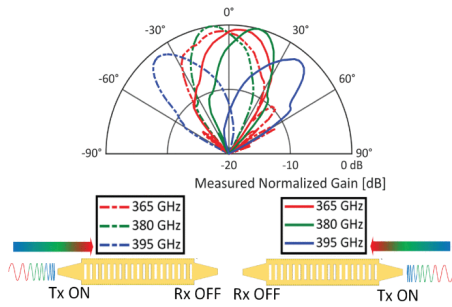 0°
-30° 30°
-60° 60°
-90° 90°
-20 -10 0 dB
Measured Normalized Gain [dB]
365 GHz
380 GHz
395 GHz
365 GHz
380 GHz
395 GHz
Tx ON Rx OFF Rx OFF Tx ON